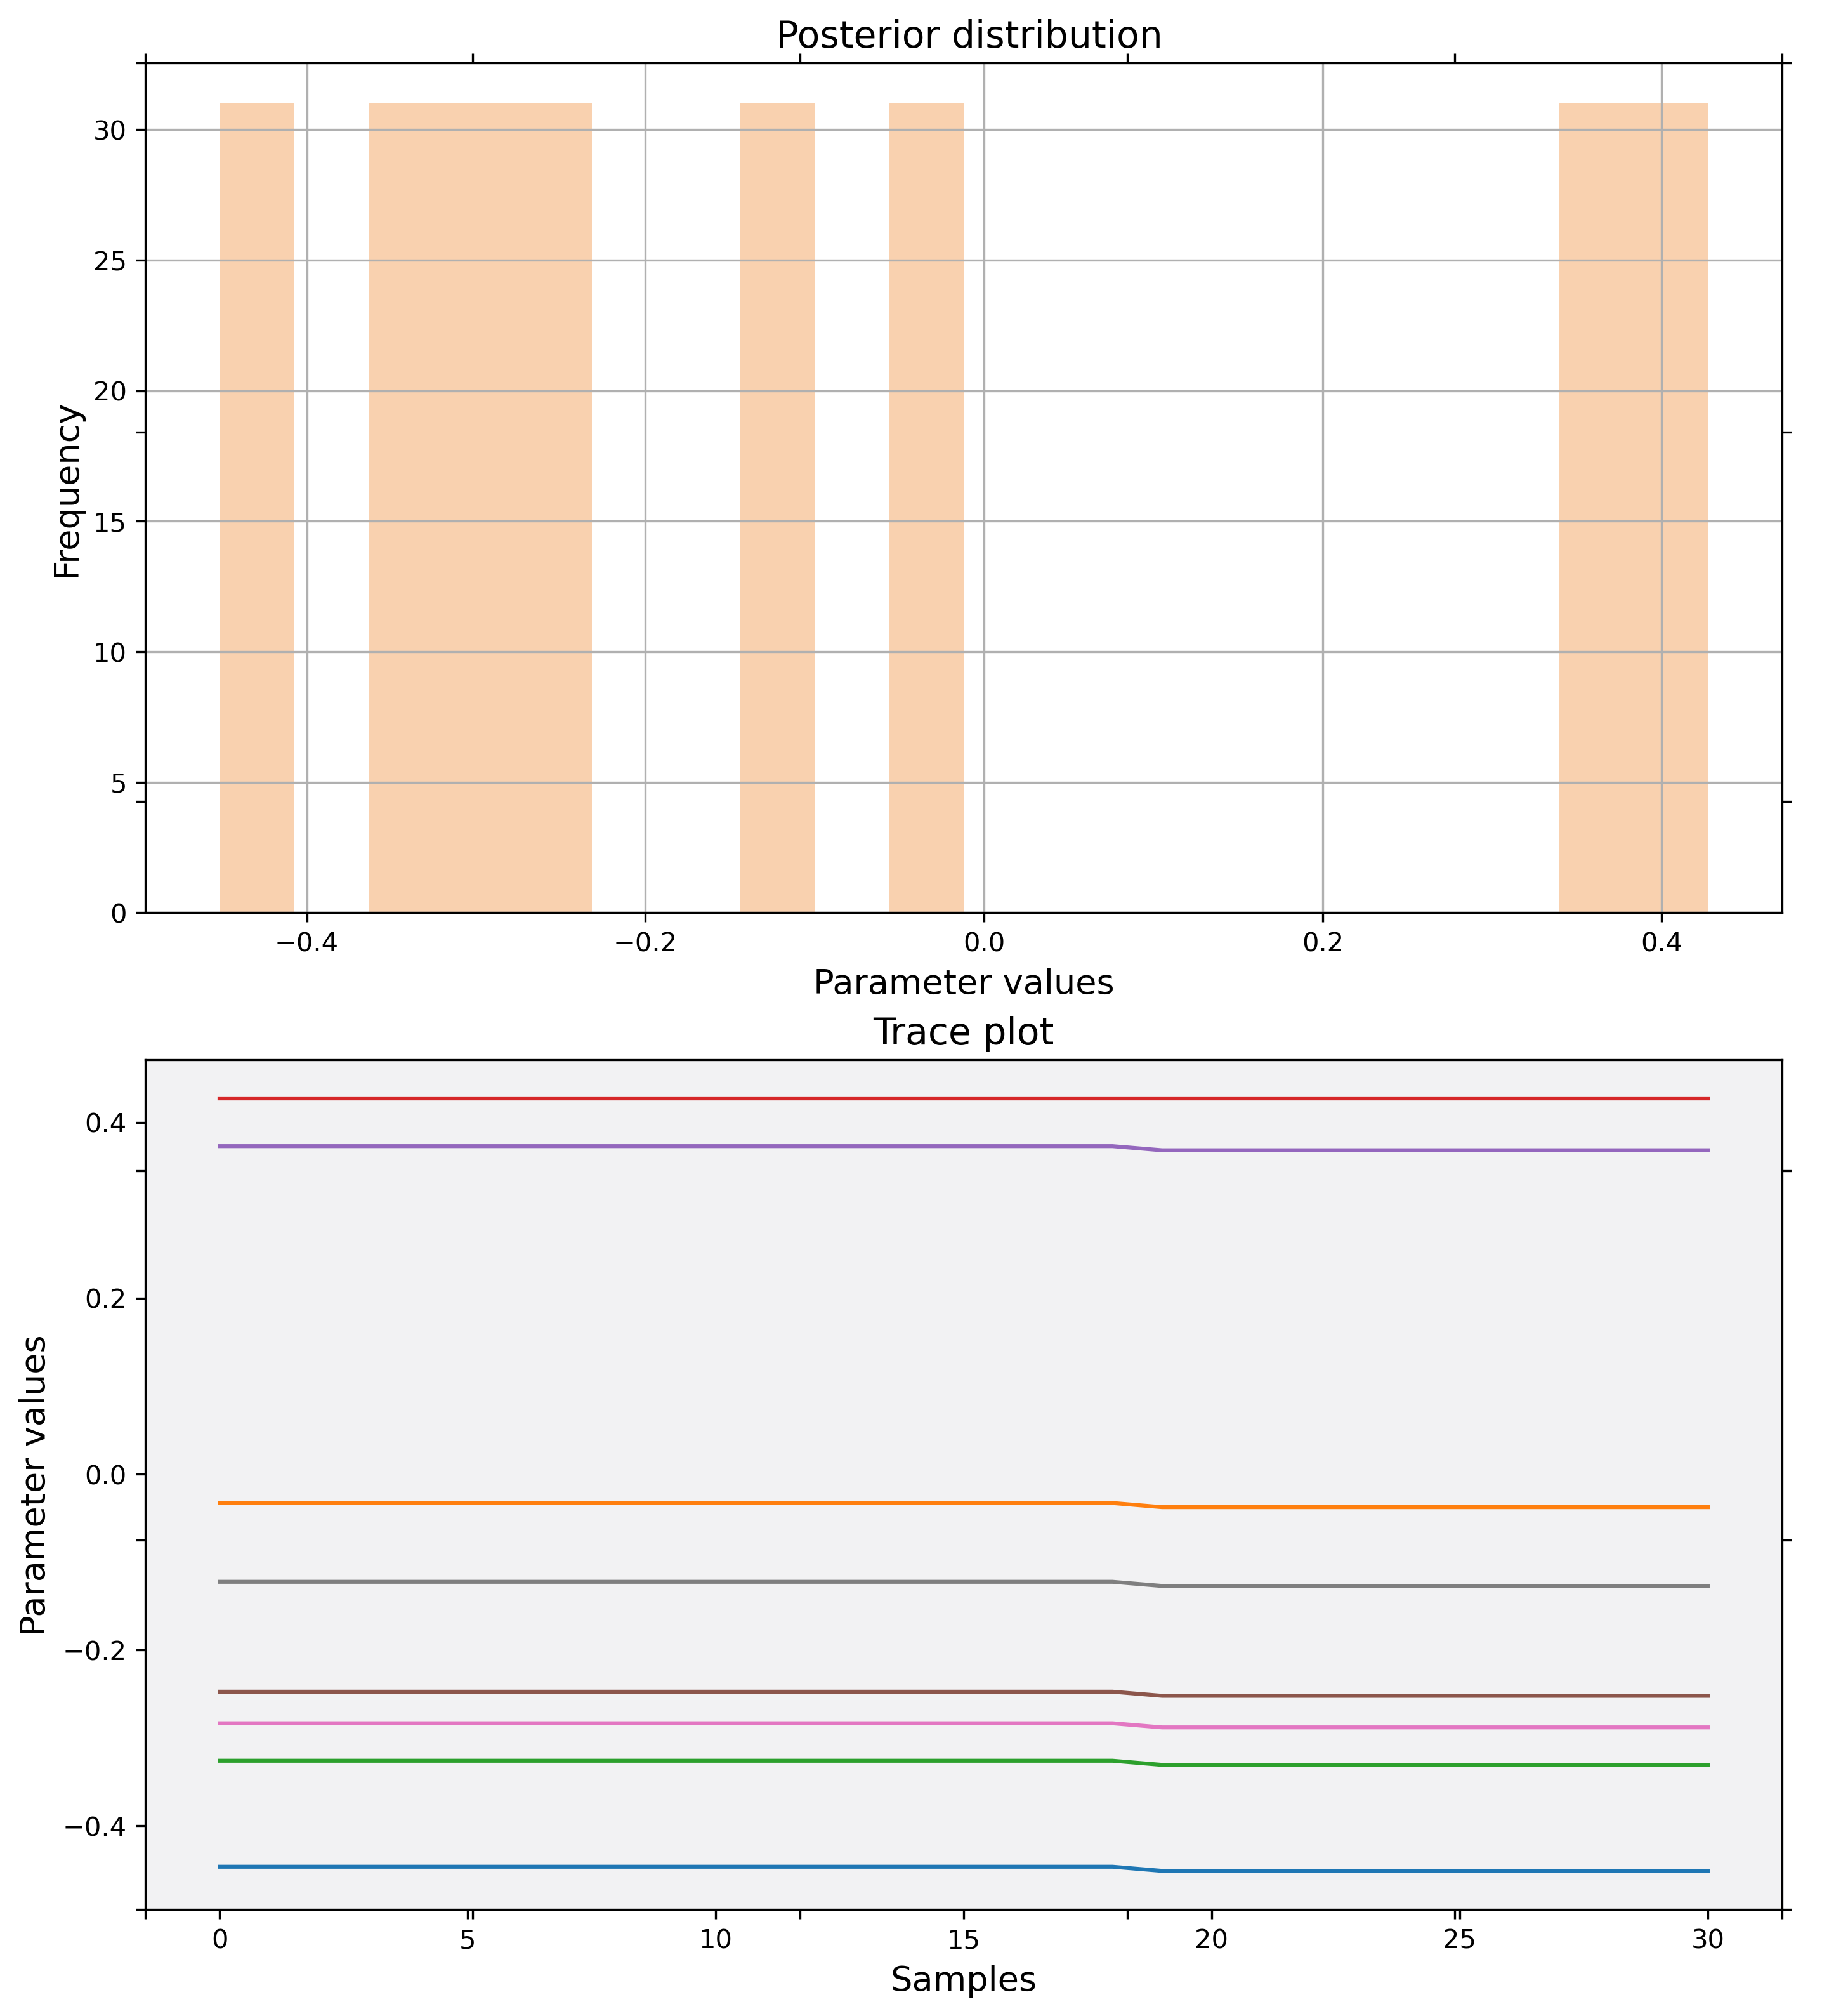 Posterior distribution
30
25
20
15
10
5
0
Frequency
−0.4 −0.2 0.0 0.2 0.4
Parameter values
Trace plot
0.4
0.2
0.0
−0.2
−0.4
Parameter values
0 5 10 15 20 25 30
Samples